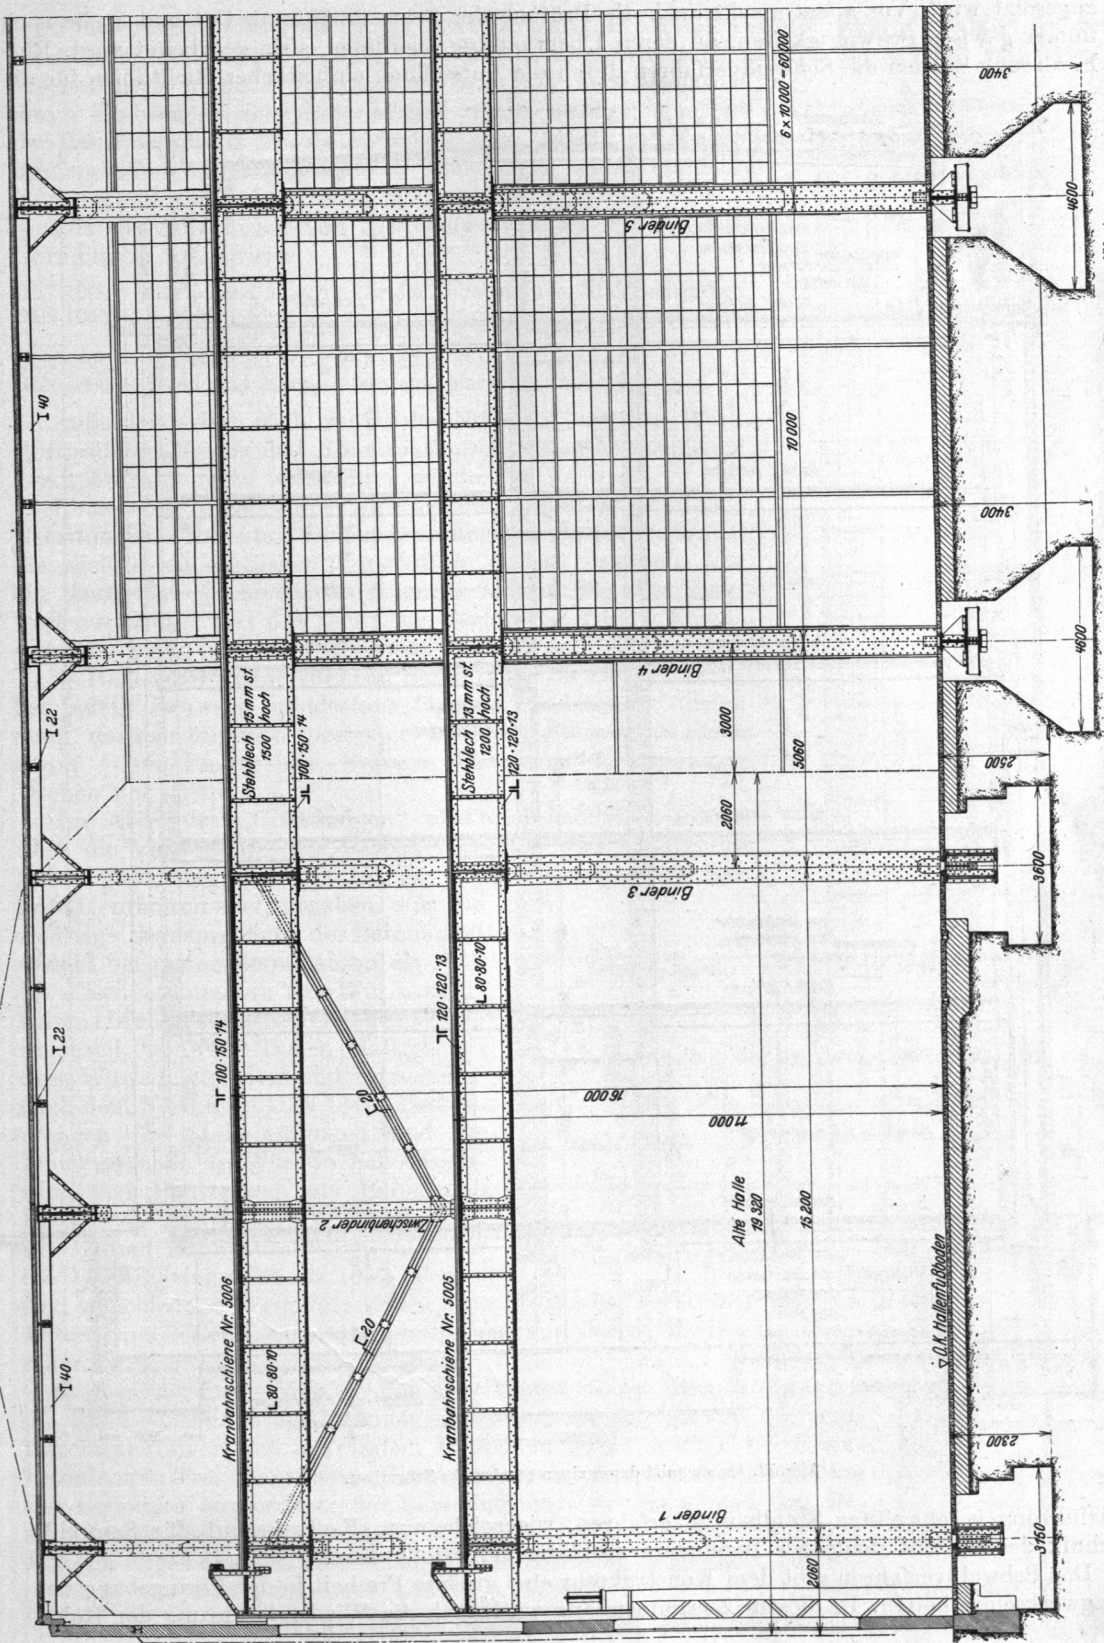 I 40
6 × 10 000 = 60 000
3400
Binder 5
4600
10 000
3400
I 22
Stehblech 15 mm st.
1500 hoch
Stehblech 13 mm st.
1200 hoch
Binder 4
4600
100·150·14
120·120·13
3000
5060
2060
2500
Binder 3
3600
I 22
100·150·14
120·120·13
L 80·80·10
20
16 000
11 000
Zwischenbinder 2
Alte Halle
19 320
15 200
Kranbahnschiene Nr. 5006
Kranbahnschiene Nr. 5005
▽ O.K. Hallenfußboden
I 40
L 80·80·10
20
2300
Binder 1
2060
3150